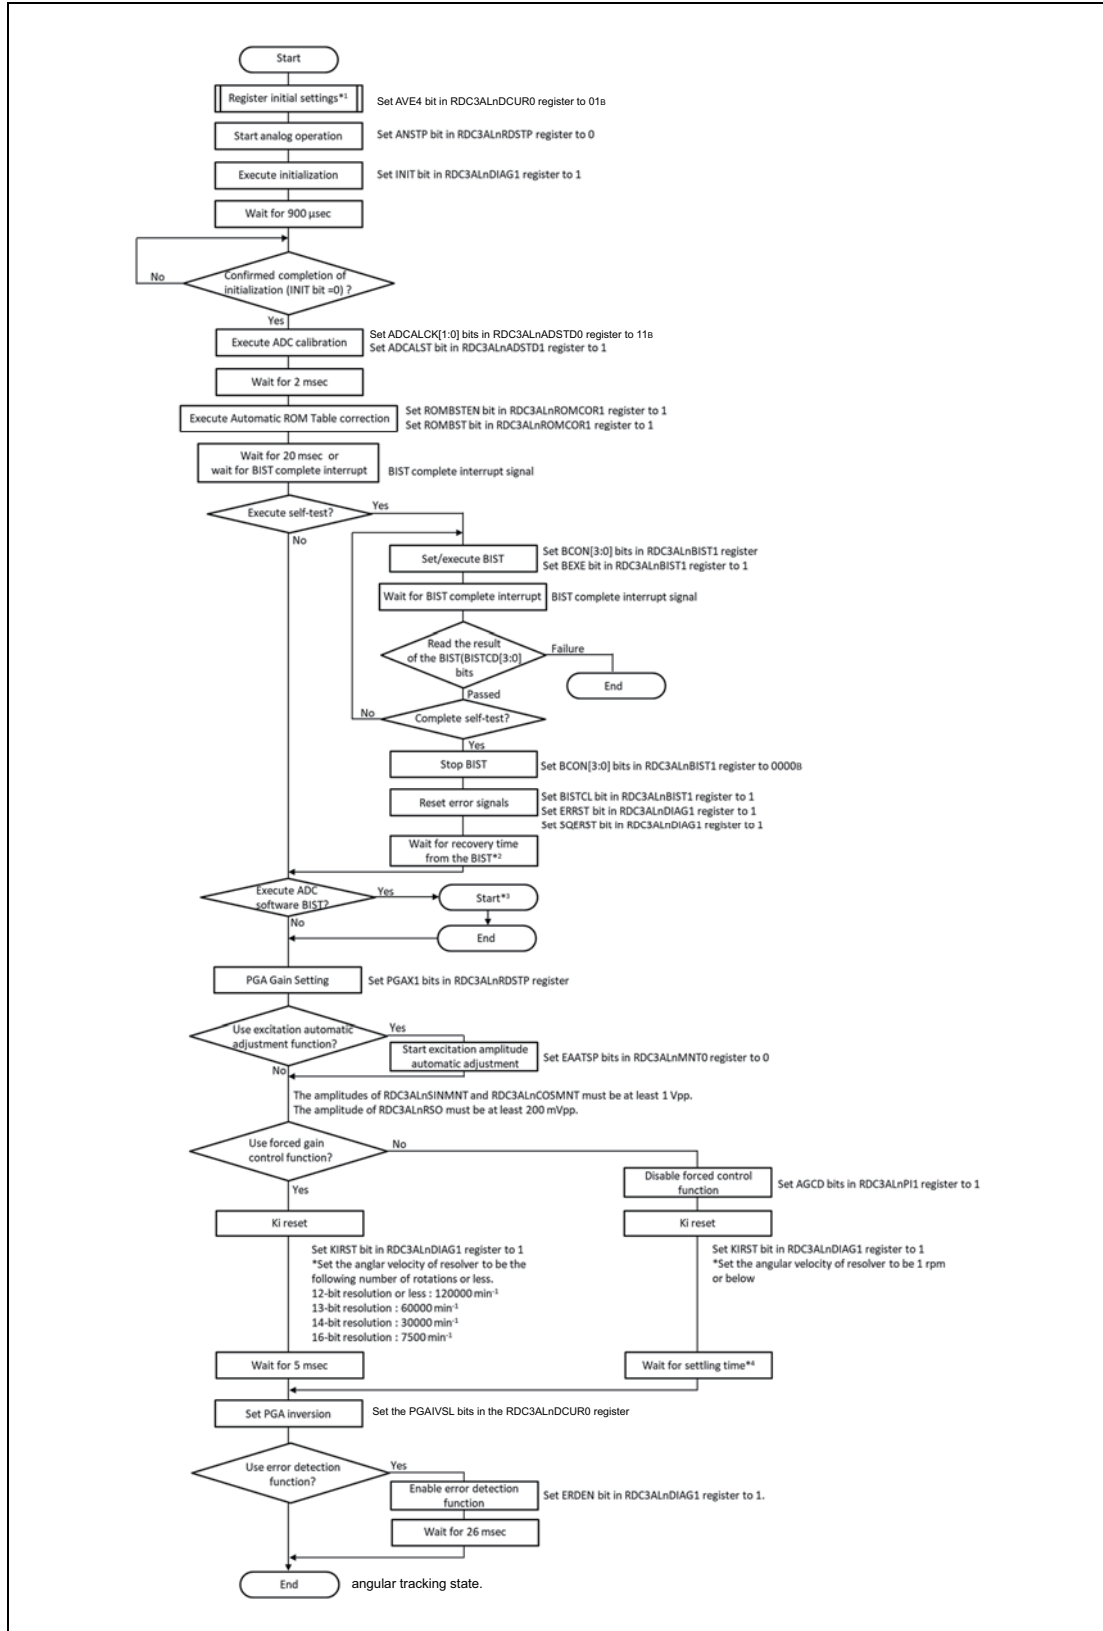 Start
Register initial settings*1
Set AVE4 bit in RDC3ALnDCUR0 register to 01B
Start analog operation
Set ANSTP bit in RDC3ALnRDSTP register to 0
Execute initialization
Set INIT bit in RDC3ALnDIAG1 register to 1
Wait for 900 μsec
No
Confirmed completion of
initialization (INIT bit =0) ?
Yes
Execute ADC calibration
Set ADCALCK[1:0] bits in RDC3ALnADSTD0 register to 11B
Set ADCALST bit in RDC3ALnADSTD1 register to 1
Wait for 2 msec
Execute Automatic ROM Table correction
Set ROMBSTEN bit in RDC3ALnROMCOR1 register to 1
Set ROMBST bit in RDC3ALnROMCOR1 register to 1
Wait for 20 msec or
wait for BIST complete interrupt
BIST complete interrupt signal
Execute self-test?
Yes
No
Set/execute BIST
Set BCON[3:0] bits in RDC3ALnBIST1 register
Set BEXE bit in RDC3ALnBIST1 register to 1
Wait for BIST complete interrupt
BIST complete interrupt signal
Read the result
of the BIST(BISTCD[3:0]
bits
Failure
End
Passed
No
Complete self-test?
Yes
Stop BIST
Set BCON[3:0] bits in RDC3ALnBIST1 register to 0000B
Reset error signals
Set BISTCL bit in RDC3ALnBIST1 register to 1
Set ERRST bit in RDC3ALnDIAG1 register to 1
Set SQERST bit in RDC3ALnDIAG1 register to 1
Wait for recovery time
from the BIST*2
Execute ADC
software BIST?
Yes
Start*3
No
End
PGA Gain Setting
Set PGAX1 bits in RDC3ALnRDSTP register
Use excitation automatic
adjustment function?
Yes
Start excitation amplitude
automatic adjustment
Set EAATSP bits in RDC3ALnMNT0 register to 0
No
The amplitudes of RDC3ALnSINMNT and RDC3ALnCOSMNT must be at least 1 Vpp.
The amplitude of RDC3ALnRSO must be at least 200 mVpp.
Use forced gain
control function?
No
Yes
Disable forced control
function
Set AGCD bits in RDC3ALnPI1 register to 1
Ki reset
Ki reset
Set KIRST bit in RDC3ALnDIAG1 register to 1
*Set the anglar velocity of resolver to be the
following number of rotations or less.
12-bit resolution or less : 120000 min-1
13-bit resolution : 60000 min-1
14-bit resolution : 30000 min-1
16-bit resolution : 7500 min-1
Set KIRST bit in RDC3ALnDIAG1 register to 1
*Set the angular velocity of resolver to be 1 rpm
or below
Wait for 5 msec
Wait for settling time*4
Set PGA inversion
Set the PGAIVSL bits in the RDC3ALnDCUR0 register
Use error detection
function?
Yes
Enable error detection
function
Set ERDEN bit in RDC3ALnDIAG1 register to 1.
Wait for 26 msec
End
angular tracking state.